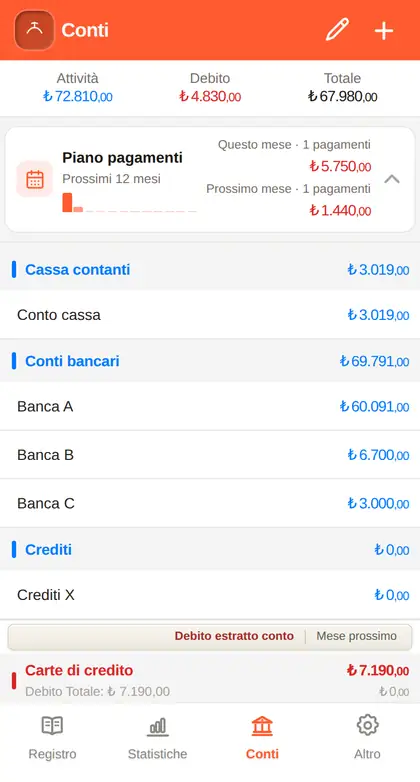 Conti
Attività Debito Totale
₺ 72.810,00 ₺ 4.830,00 ₺ 67.980,00
Piano pagamenti
Prossimi 12 mesi
Questo mese · 1 pagamenti
₺ 5.750,00
Prossimo mese · 1 pagamenti
₺ 1.440,00
Cassa contanti ₺ 3.019,00
Conto cassa ₺ 3.019,00
Conti bancari ₺ 69.791,00
Banca A ₺ 60.091,00
Banca B ₺ 6.700,00
Banca C ₺ 3.000,00
Crediti ₺ 0,00
Crediti X ₺ 0,00
Debito estratto conto | Mese prossimo
Carte di credito ₺ 7.190,00
Debito Totale: ₺ 7.190,00 ₺ 0,00
Registro Statistiche Conti Altro